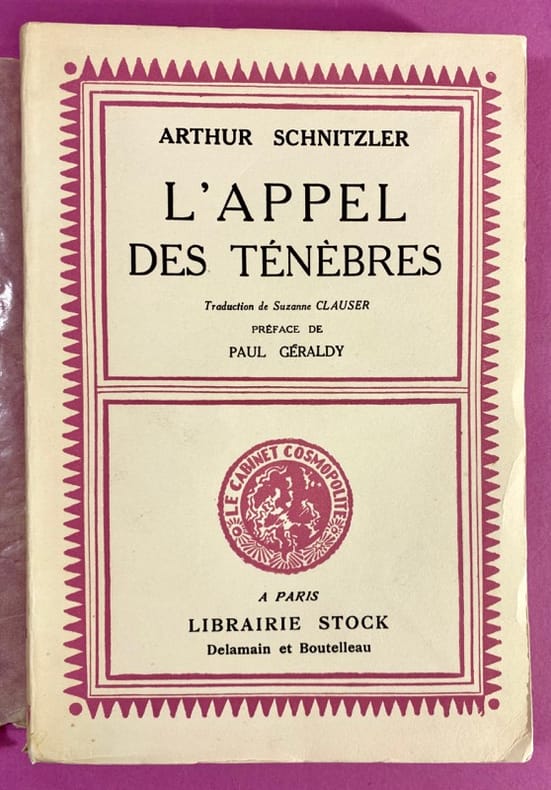 ARTHUR SCHNITZLER
L'APPEL
DES TÉNÈBRES
Traduction de Suzanne CLAUSER
PRÉFACE DE
PAUL GÉRALDY
LE CABINET COSMOPOLITE
A PARIS
LIBRAIRIE STOCK
Delamain et Boutelleau